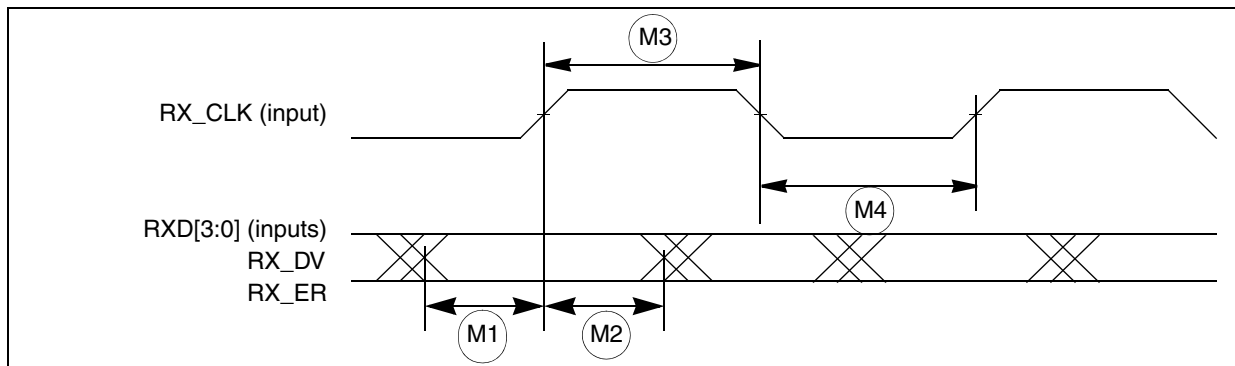 M3
RX_CLK (input)
M4
RXD[3:0] (inputs)
RX_DV
RX_ER
M1
M2